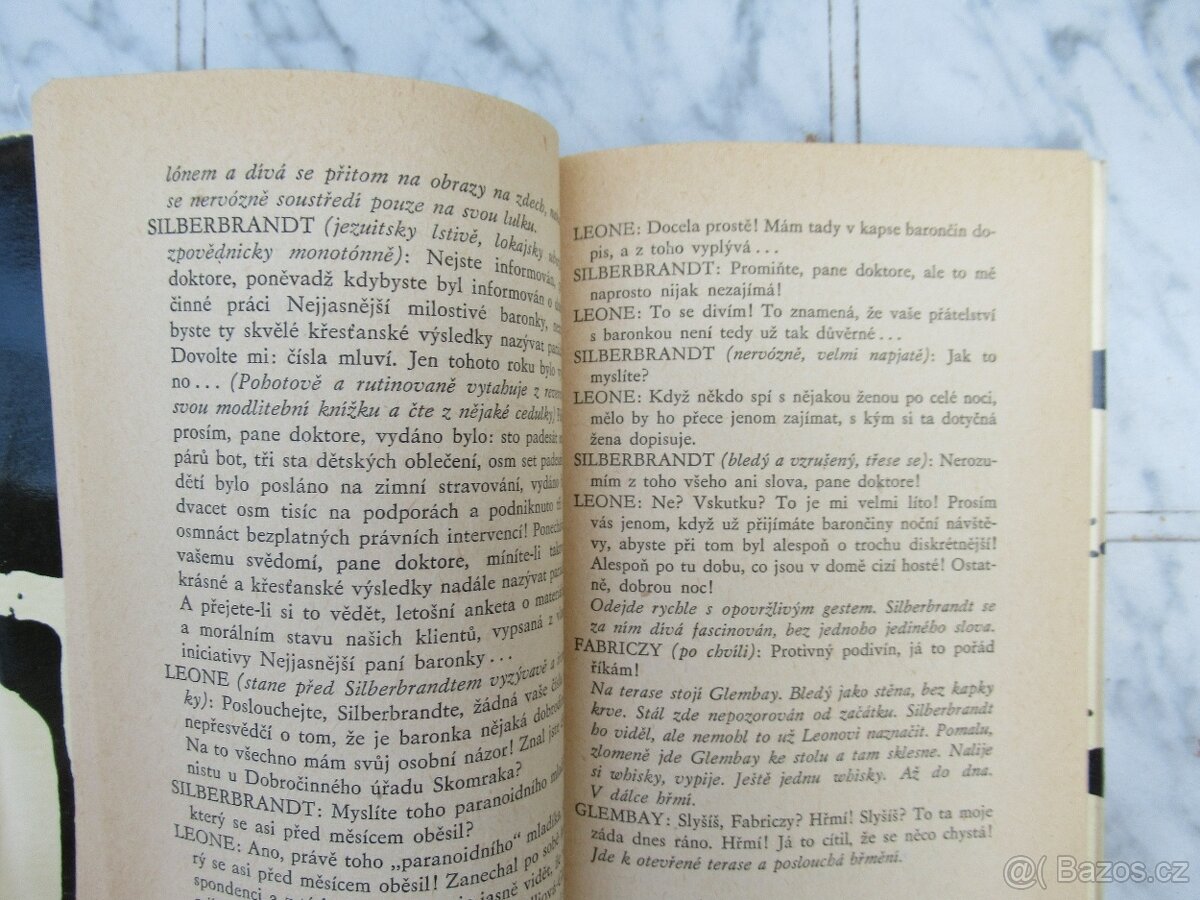 lónem a dívá se přitom na obrazy na zdech,
se nervózně soustředí pouze na svou lulku.
SILBERBRANDT (jezuitsky lstivě, lokajsky
zpovědnicky monotónně): Nejste informován,
doktore, poněvadž kdybyste byl informován o
činné práci Nejjasnější milostivé baronky,
byste ty skvělé křesťanské výsledky nazývat
Dovolte mi: čísla mluví. Jen tohoto roku bylo
no... (Pohotově a rutinovaně vytahuje z
svou modlitební knížku a čte z nějaké cedulky)
prosím, pane doktore, vydáno bylo: sto padesát
párů bot, tři sta dětských oblečení, osm set
dětí bylo posláno na zimní stravování, vydáno
dvacet osm tisíc na podporách a podniknuto
osmnáct bezplatných právních intervencí!
vašemu svědomí, pane doktore, míníte-li
krásné a křesťanské výsledky nadále nazývat
A přejete-li si to vědět, letošní anketa o
a morálním stavu našich klientů, vypsaná z
iniciativy Nejjasnější paní baronky...
LEONE (stane před Silberbrandtem vyzývavě a
ky): Poslouchejte, Silberbrandte, žádná vaše
nepřesvědčí o tom, že je baronka nějaká
Na to všechno mám svůj osobní názor! Znal jste
nistu u Dobročinného úřadu Skomraka?
SILBERBRANDT: Myslíte toho paranoidního
který se asi před měsícem oběsil?
LEONE: Ano, právě toho „paranoidního“ mladíka,
rý se asi před měsícem oběsil! Zanechal po sobě
spondenci a
jasně vidět,
LEONE: Docela prostě! Mám tady v kapse barončin do-
pis, a z toho vyplývá...
SILBERBRANDT: Promiňte, pane doktore, ale to mě
naprosto nijak nezajímá!
LEONE: To se divím! To znamená, že vaše přátelství
s baronkou není tedy už tak důvěrné...
SILBERBRANDT (nervózně, velmi napjatě): Jak to
myslíte?
LEONE: Když někdo spí s nějakou ženou po celé noci,
mělo by ho přece jenom zajímat, s kým si ta dotyčná
žena dopisuje.
SILBERBRANDT (bledý a vzrušený, třese se): Nerozu-
mím z toho všeho ani slova, pane doktore!
LEONE: Ne? Vskutku? To je mi velmi líto! Prosím
vás jenom, když už přijímáte barončiny noční návště-
vy, abyste při tom byl alespoň o trochu diskrétnější!
Alespoň po tu dobu, co jsou v domě cizí hosté! Ostat-
ně, dobrou noc!
Odejde rychle s opovržlivým gestem. Silberbrandt se
za ním dívá fascinován, bez jednoho jediného slova.
FABRICZY (po chvíli): Protivný podivín, já to pořád
říkám!
Na terase stojí Glembay. Bledý jako stěna, bez kapky
krve. Stál zde nepozorován od začátku. Silberbrandt
ho viděl, ale nemohl to už Leonovi naznačit. Pomalu,
zlomeně jde Glembay ke stolu a tam sklesne. Nalije
si whisky, vypije. Ještě jednu whisky. Až do dna.
V dálce hřmí.
GLEMBAY: Slyšíš, Fabriczy? Hřmí! Slyšíš? To ta moje
záda dnes ráno. Hřmí! Já to cítil, že se něco chystá!
Jde k otevřené terase a poslouchá hřmění.
@ Bazos.cz